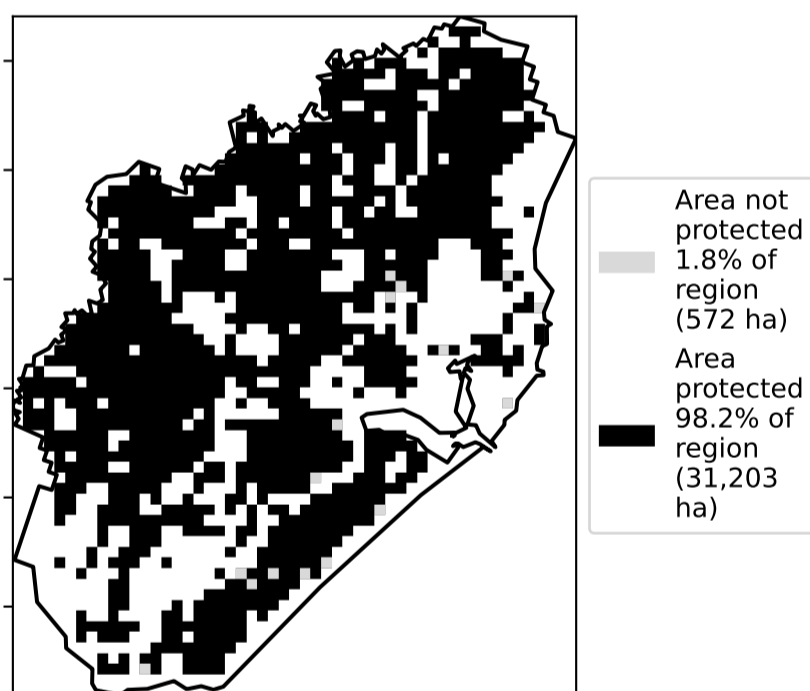 Area not
protected
1.8% of
region
(572 ha)
Area
protected
98.2% of
region
(31,203
ha)